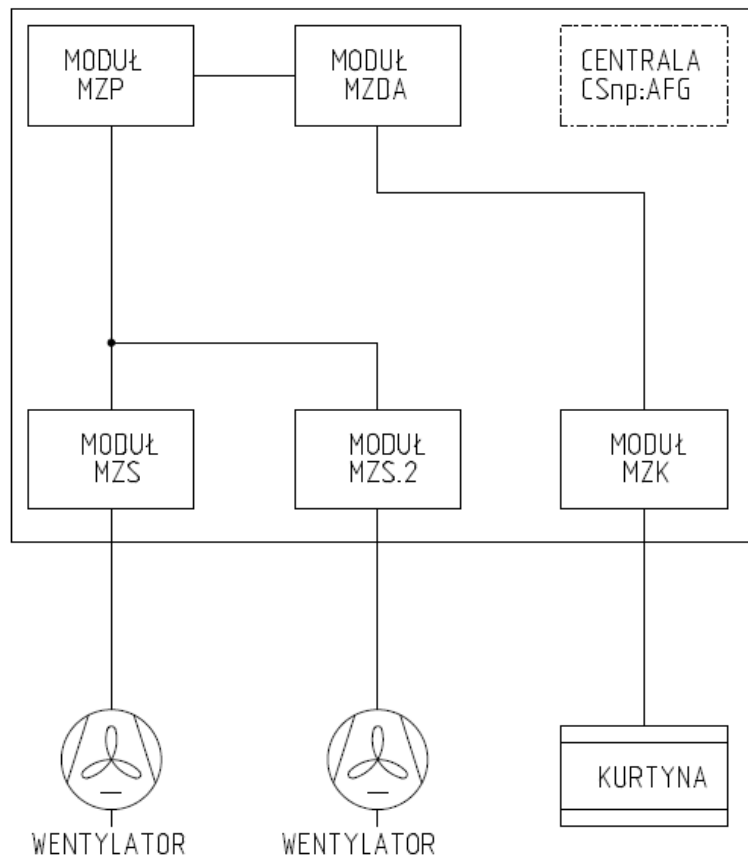 MODUŁ
MZP
MODUŁ
MZDA
CENTRALA
CSnp:AFG
MODUŁ
MZS
MODUŁ
MZS.2
MODUŁ
MZK
WENTYLATOR
WENTYLATOR
KURTYNA